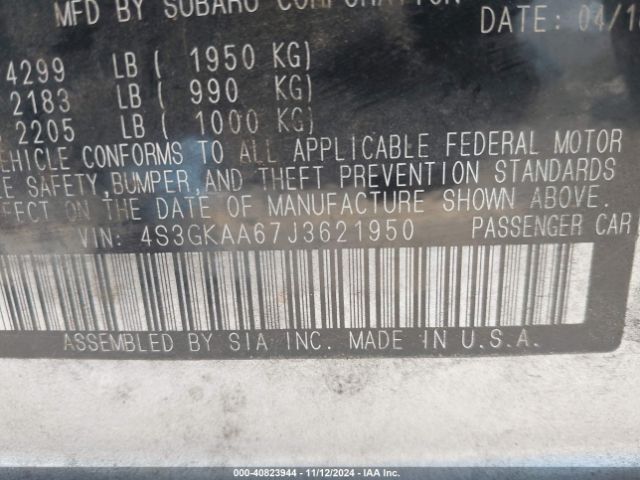 MFD BY SUBARU CORPORATION
DATE: 04/1
4299 LB ( 1950 KG)
2183 LB ( 990 KG)
2205 LB ( 1000 KG)
VEHICLE CONFORMS TO ALL APPLICABLE FEDERAL MOTOR
LE SAFETY,BUMPER,AND THEFT PREVENTION STANDARDS
EFFECT ON THE DATE OF MANUFACTURE SHOWN ABOVE.
VIN: 4S3GKAA67J3621950 PASSENGER CAR
ASSEMBLED BY SIA INC. MADE IN U.S.A.
000-40823944 - 11/12/2024 - IAA Inc.